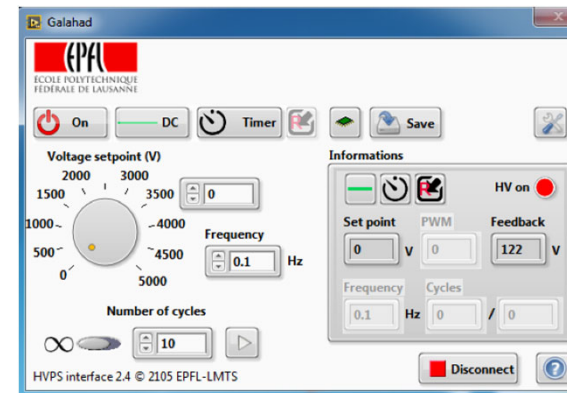 Galahad
EPFL
ÉCOLE POLYTECHNIQUE
FÉDÉRALE DE LAUSANNE
On DC Timer Save
Voltage setpoint (V)
2000 3000
1500 3500 0
1000 4000
500 4500
0 5000
Frequency
0.1 Hz
Number of cycles
∞ 10
HVPS interface 2.4 © 2105 EPFL-LMTS
Informations
HV on
Set point PWM Feedback
0 V 0 122 V
Frequency Cycles
0.1 Hz 0 / 0
Disconnect ?